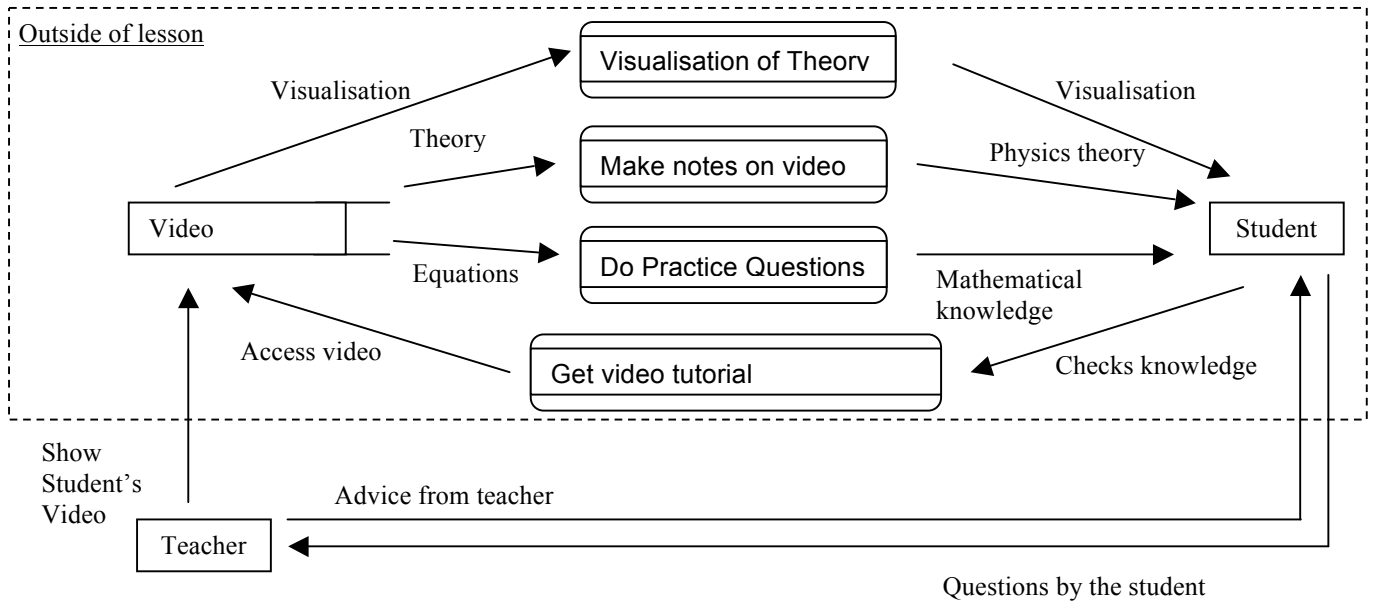 Outside of lesson
Visualisation of Theory
Visualisation
Visualisation
Theory
Make notes on video
Physics theory
Video
Student
Equations
Do Practice Questions
Mathematical
knowledge
Access video
Get video tutorial
Checks knowledge
Show
Student's
Video
Advice from teacher
Teacher
Questions by the student